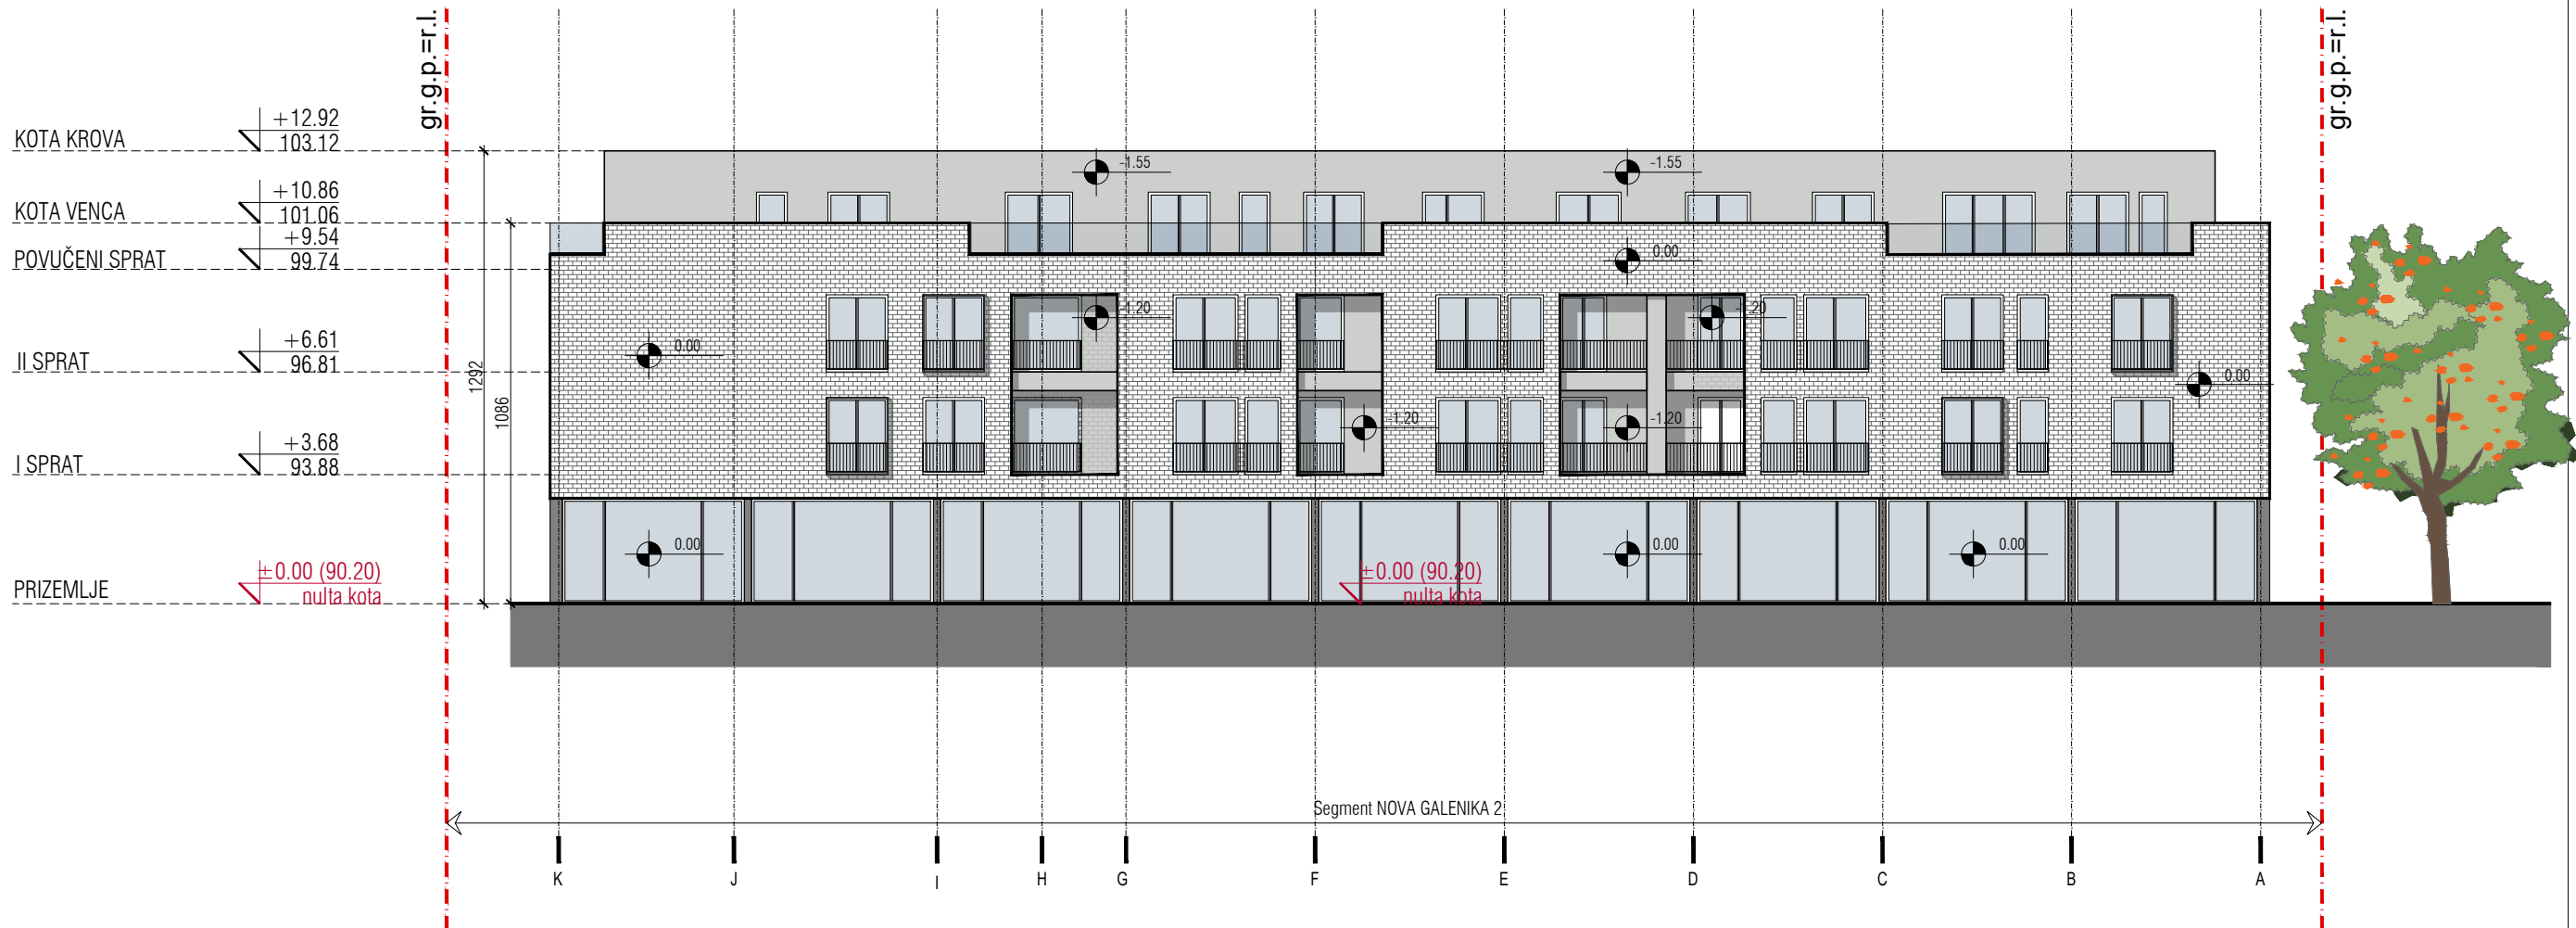 gr.g.p.=r.l.
gr.g.p.=r.l.
KOTA KROVA
+12.92
103.12
-1.55
-1.55
KOTA VENCA
+10.86
101.06
POVUČENI SPRAT
+9.54
99.74
0.00
-1.20
-1.20
II SPRAT
+6.61
96.81
0.00
0.00
1292
1086
-1.20
-1.20
I SPRAT
+3.68
93.88
0.00
0.00
0.00
PRIZEMLJE
±0.00 (90.20)
nulta kota
±0.00 (90.20)
nulta kota
Segment NOVA GALENIKA 2
K J I H G F E D C B A